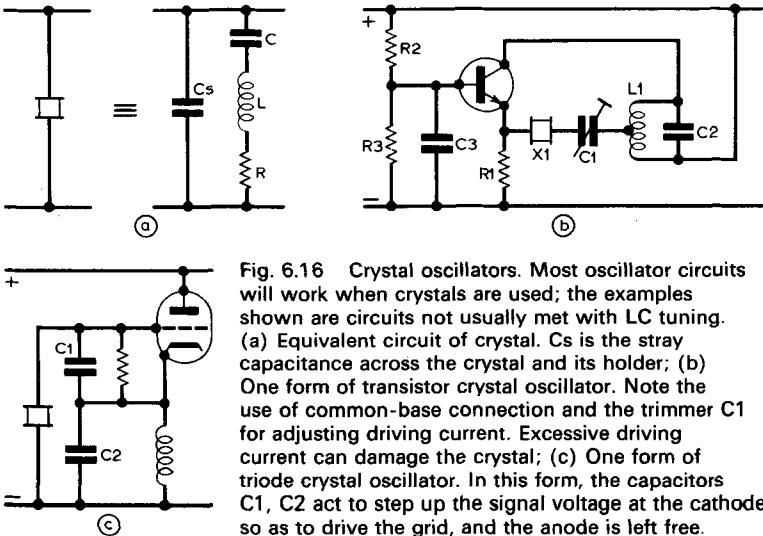 C
Cs
L
R
≡
ⓐ
+
R2
R3
C3
R1
X1
C1
L1
C2
−
ⓑ
+
C1
C2
−
ⓒ
Fig. 6.16 Crystal oscillators. Most oscillator circuits
will work when crystals are used; the examples
shown are circuits not usually met with LC tuning.
(a) Equivalent circuit of crystal. Cs is the stray
capacitance across the crystal and its holder; (b)
One form of transistor crystal oscillator. Note the
use of common-base connection and the trimmer C1
for adjusting driving current. Excessive driving
current can damage the crystal; (c) One form of
triode crystal oscillator. In this form, the capacitors
C1, C2 act to step up the signal voltage at the cathode
so as to drive the grid, and the anode is left free.